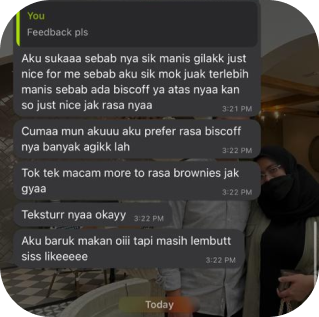 You
Feedback pls
Aku sukaaa sebab nya sik manis gilakk just
nice for me sebab aku sik mok juak terlebih
manis sebab ada biscoff ya atas nyaa kan
so just nice jak rasa nyaa
3:21 PM
Cumaa mun akuuu aku prefer rasa biscoff
nya banyak agikk lah
3:22 PM
Tok tek macam more to rasa brownies jak
gyaa
3:22 PM
Teksturr nyaa okayy 3:22 PM
Aku baruk makan oiii tapi masih lembutt
siss likeeeee
3:22 PM
Today